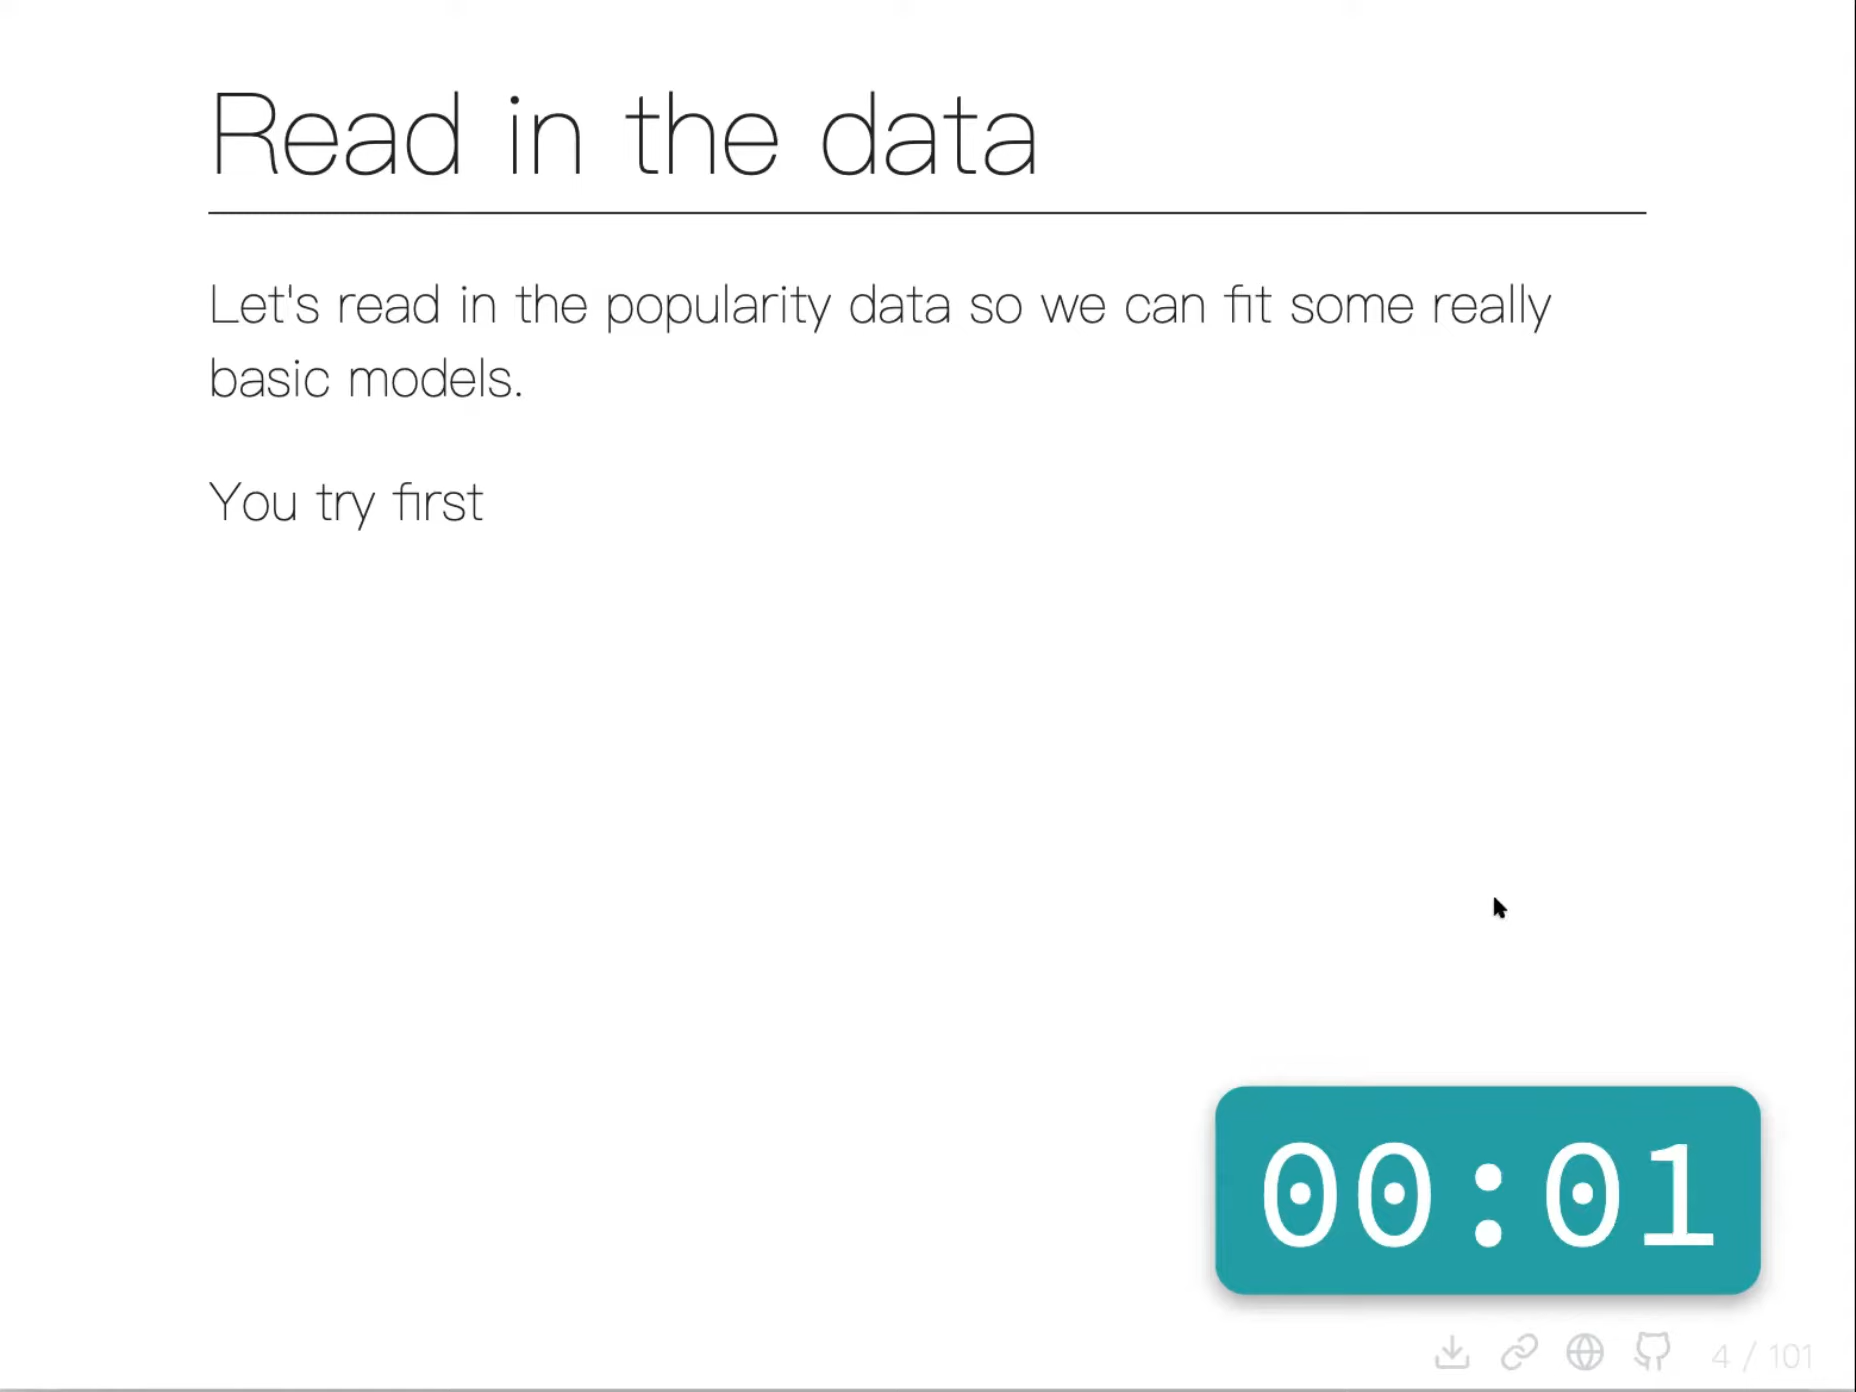 Read in the data
Let's read in the popularity data so we can fit some really
basic models.
You try first
00:01
4 / 101